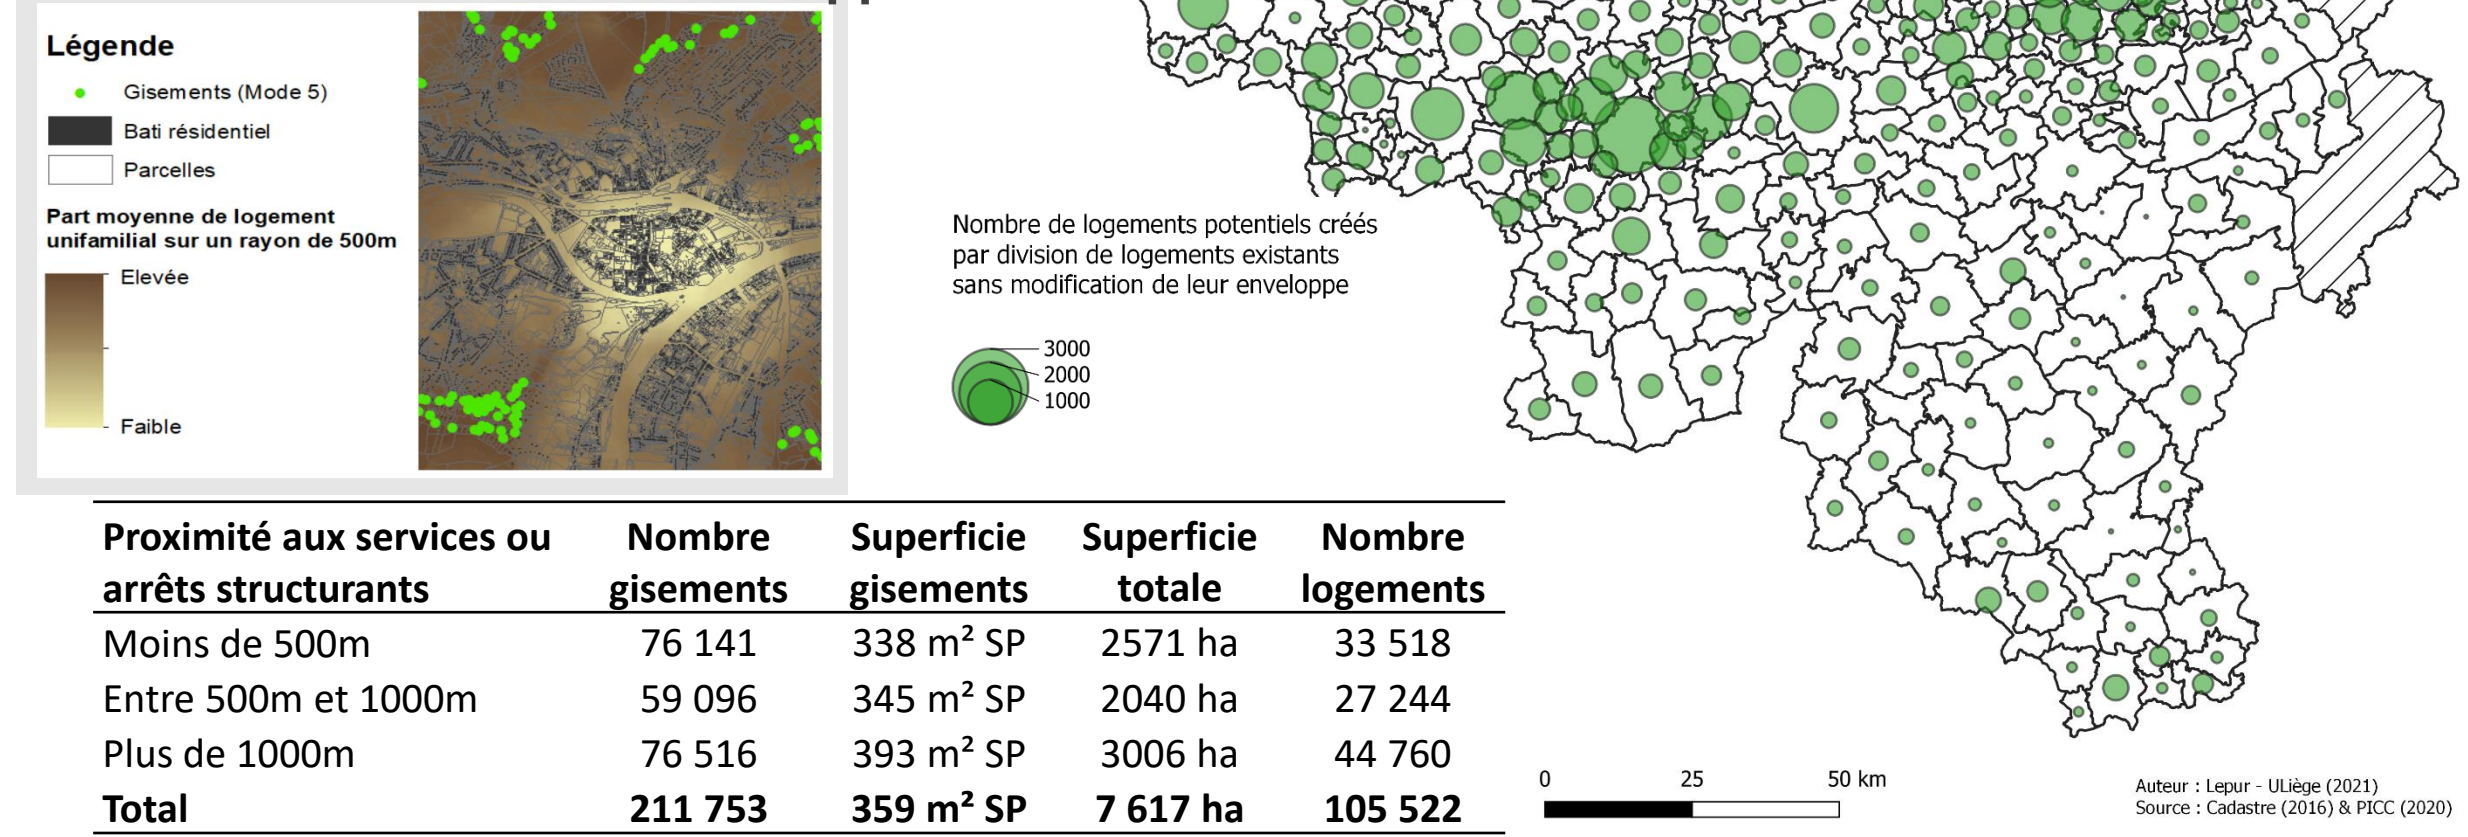 Légende
Gisements (Mode 5)
Bati résidentiel
Parcelles
Part moyenne de logement
unifamilial sur un rayon de 500m
Elevée
Faible
Nombre de logements potentiels créés
par division de logements existants
sans modification de leur enveloppe
3000
2000
1000
Proximité aux services ou arrêts structurants Nombre gisements Superficie gisements Superficie totale Nombre logements
Moins de 500m 76 141 338 m² SP 2571 ha 33 518
Entre 500m et 1000m 59 096 345 m² SP 2040 ha 27 244
Plus de 1000m 76 516 393 m² SP 3006 ha 44 760
Total 211 753 359 m² SP 7 617 ha 105 522
0 25 50 km
Auteur : Lepur - ULiège (2021)
Source : Cadastre (2016) & PICC (2020)